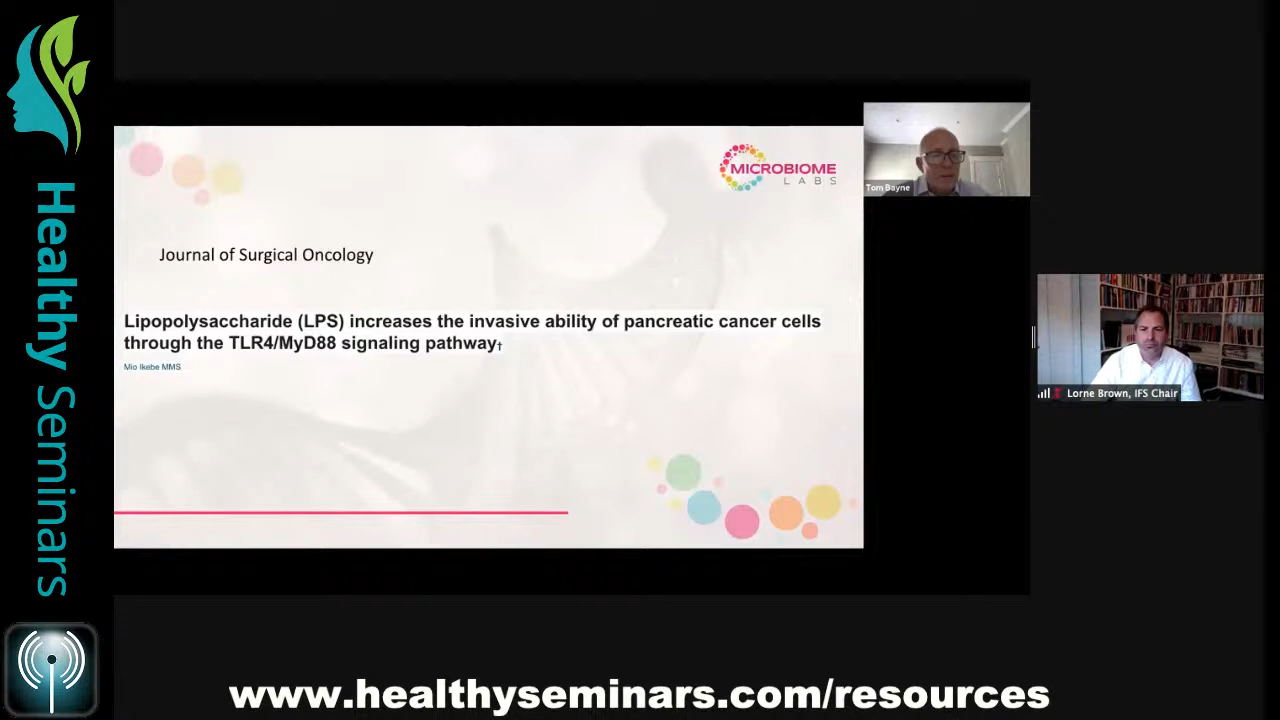 Healthy Seminars
MICROBIOME
LABS
Tom Bayne
Journal of Surgical Oncology
Lipopolysaccharide (LPS) increases the invasive ability of pancreatic cancer cells
through the TLR4/MyD88 signaling pathway†
Mio Ikebe MMS
Lorne Brown, IFS Chair
www.healthyseminars.com/resources